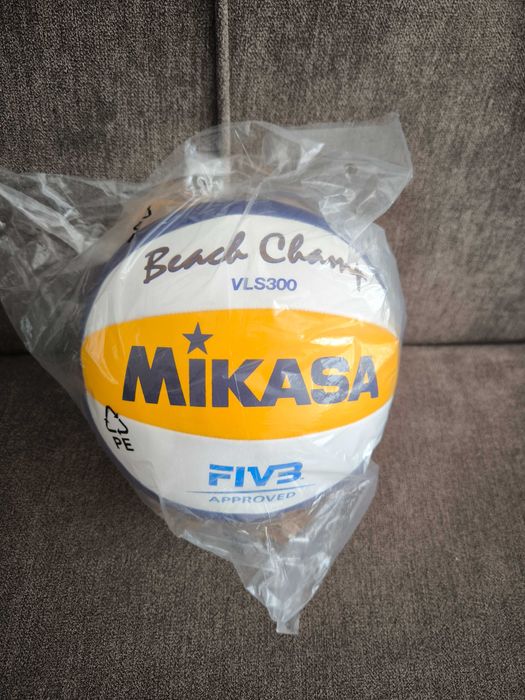 Beach Champ
VLS300
MIKASA
PE
FIVB
APPROVED